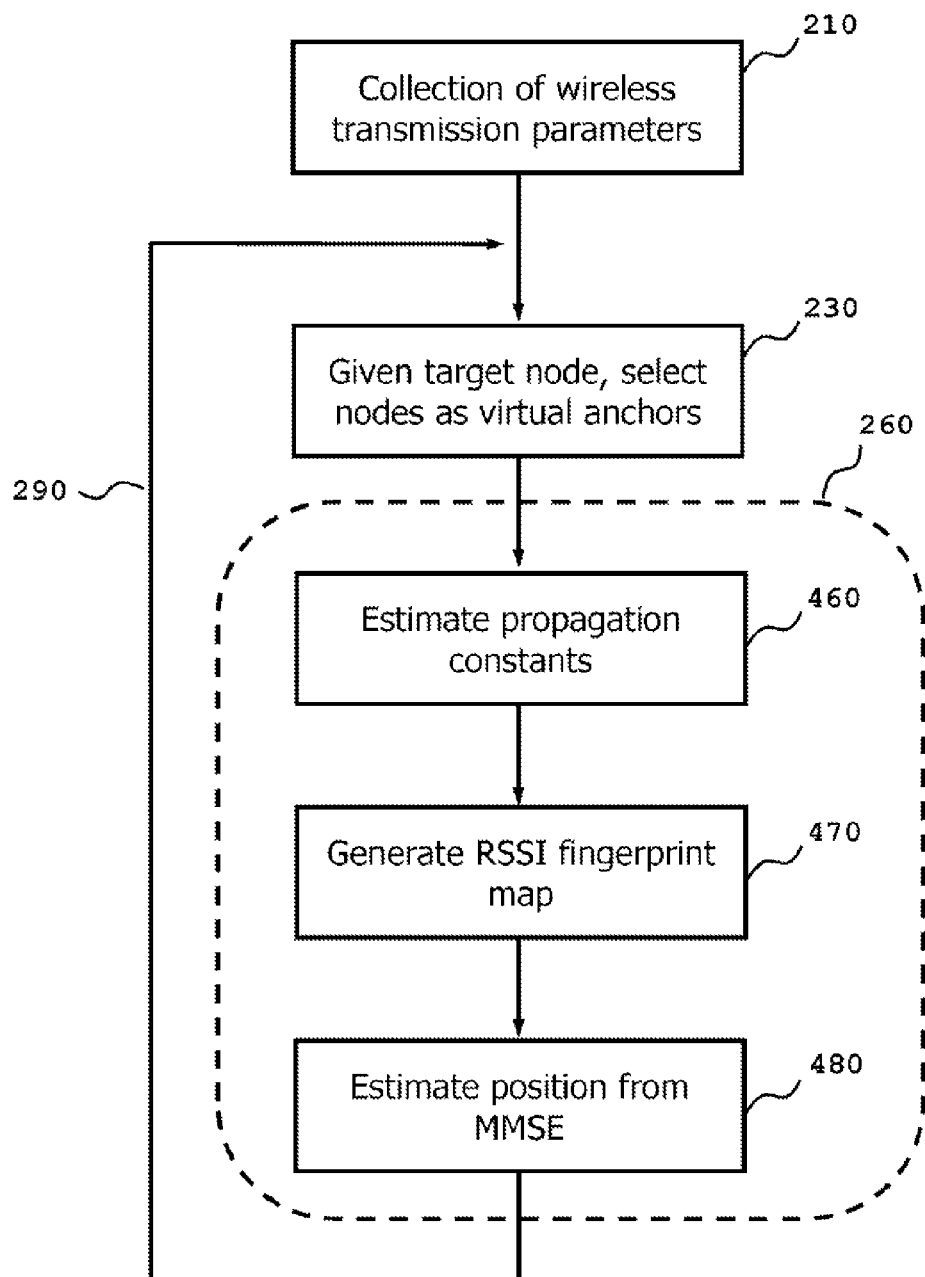 210
Collection of wireless
transmission parameters
230
Given target node, select
nodes as virtual anchors
260
290
460
Estimate propagation
constants
470
Generate RSSI fingerprint
map
480
Estimate position from
MMSE